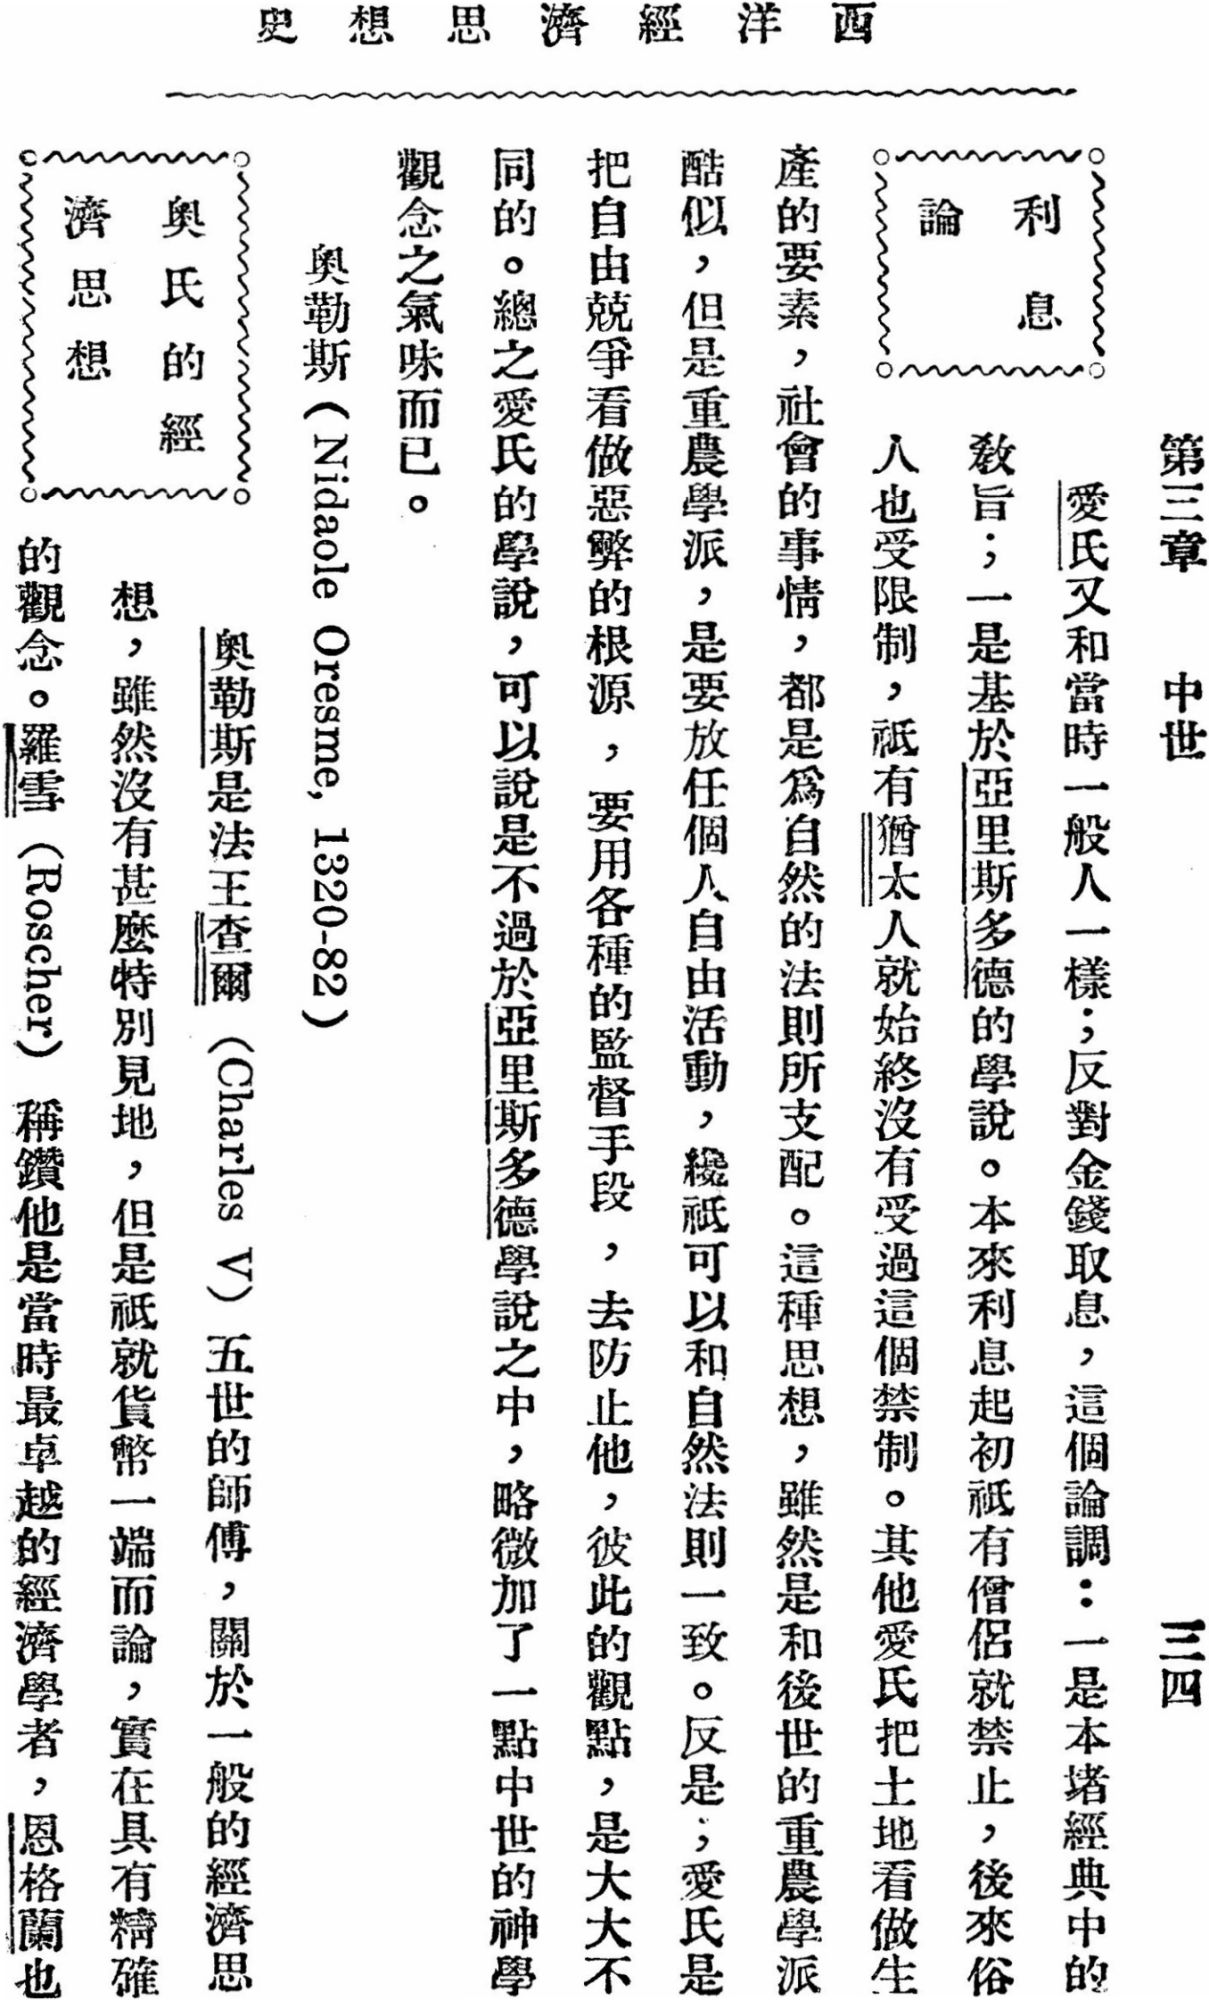 西洋經濟思想史
第三章 中世 三四
利息
論
愛氏又和當時一般人一樣；反對金錢取息，這個論調：一是本堵經典中的
教旨；一是基於亞里斯多德的學說。本來利息起初祇有僧侶就禁止，後來俗
人也受限制，祇有猶太人就始終沒有受過這個禁制。其他愛氏把土地看做生
產的要素，社會的事情，都是爲自然的法則所支配。這種思想，雖然是和後世的重農學派
酷似，但是重農學派，是要放任個人自由活動，纔祇可以和自然法則一致。反是；愛氏是
把自由競爭看做惡弊的根源，要用各種的監督手段，去防止他，彼此的觀點，是大大不
同的。總之愛氏的學說，可以說是不過於亞里斯多德學說之中，略微加了一點中世的神學
觀念之氣味而已。
奧勒斯（Nidaole Oresme, 1320-82）
奧氏的經
濟思想
奧勒斯是法王查爾（Charles V）五世的師傅，關於一般的經濟思
想，雖然沒有甚麼特別見地，但是祇就貨幣一端而論，實在具有精確
的觀念。羅雪（Roscher）稱鑽他是當時最卓越的經濟學者，恩格蘭也